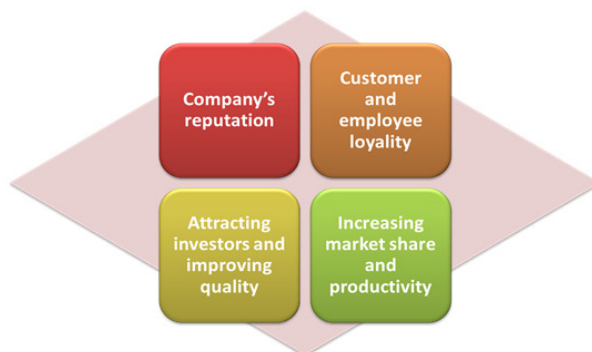 Company's
reputation
Customer
and
employee
loyality
Attracting
investors and
improving
quality
Increasing
market share
and
productivity